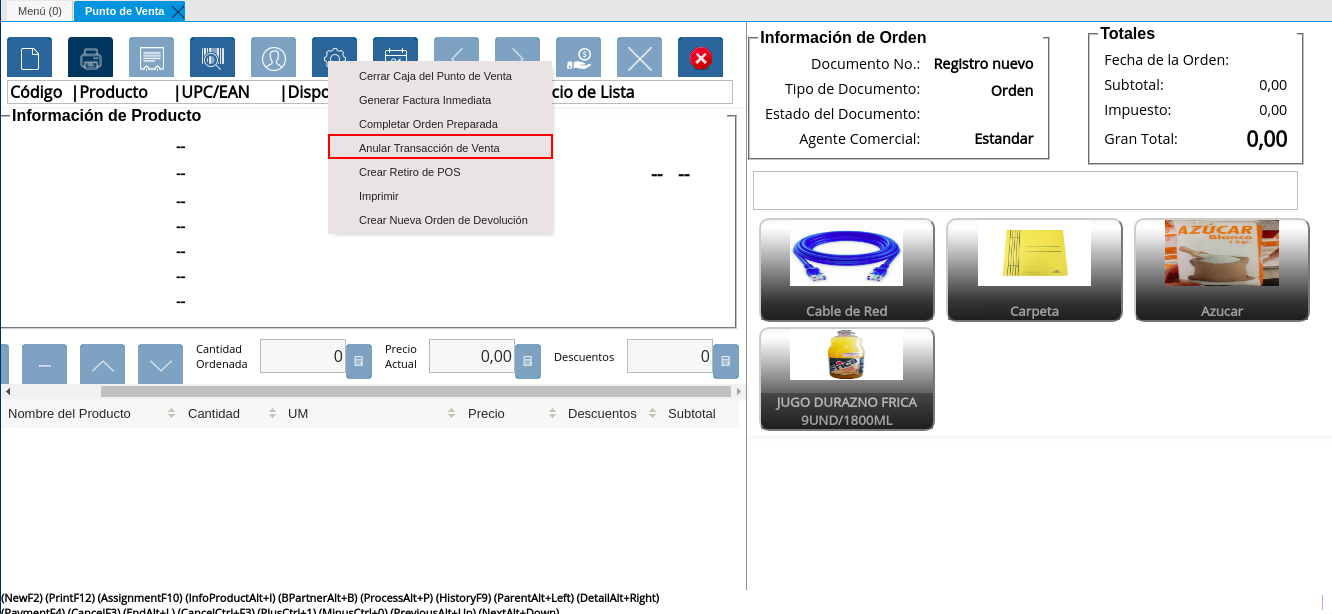 Menú (0)
Punto de Venta
Código |Producto |UPC/EAN |Dispo cio de Lista
Cerrar Caja del Punto de Venta
Generar Factura Inmediata
Completar Orden Preparada
Anular Transacción de Venta
Crear Retiro de POS
Imprimir
Crear Nueva Orden de Devolución
Información de Producto
--
-- -- --
--
--
--
--
--
Cantidad
Ordenada
0
Precio
Actual
0,00
Descuentos
0
Nombre del Producto Cantidad UM Precio Descuentos Subtotal
Información de Orden
Documento No.: Registro nuevo
Tipo de Documento: Orden
Estado del Documento:
Agente Comercial: Estandar
Totales
Fecha de la Orden:
Subtotal: 0,00
Impuesto: 0,00
Gran Total: 0,00
AZÚCAR
Blanco
Cable de Red
Carpeta
Azucar
JUGO DURAZNO FRICA
9UND/1800ML
(NewF2) (PrintF12) (AssignmentF10) (InfoProductAlt+I) (BPartnerAlt+B) (ProcessAlt+P) (HistoryF9) (ParentAlt+Left) (DetailAlt+Right)
(PaymentF4) (CancelF3) (EndAlt+L) (CancelCtrl+F3) (PlusCtrl+1) (MinusCtrl+0) (PreviousAlt+Up) (NextAlt+Down)